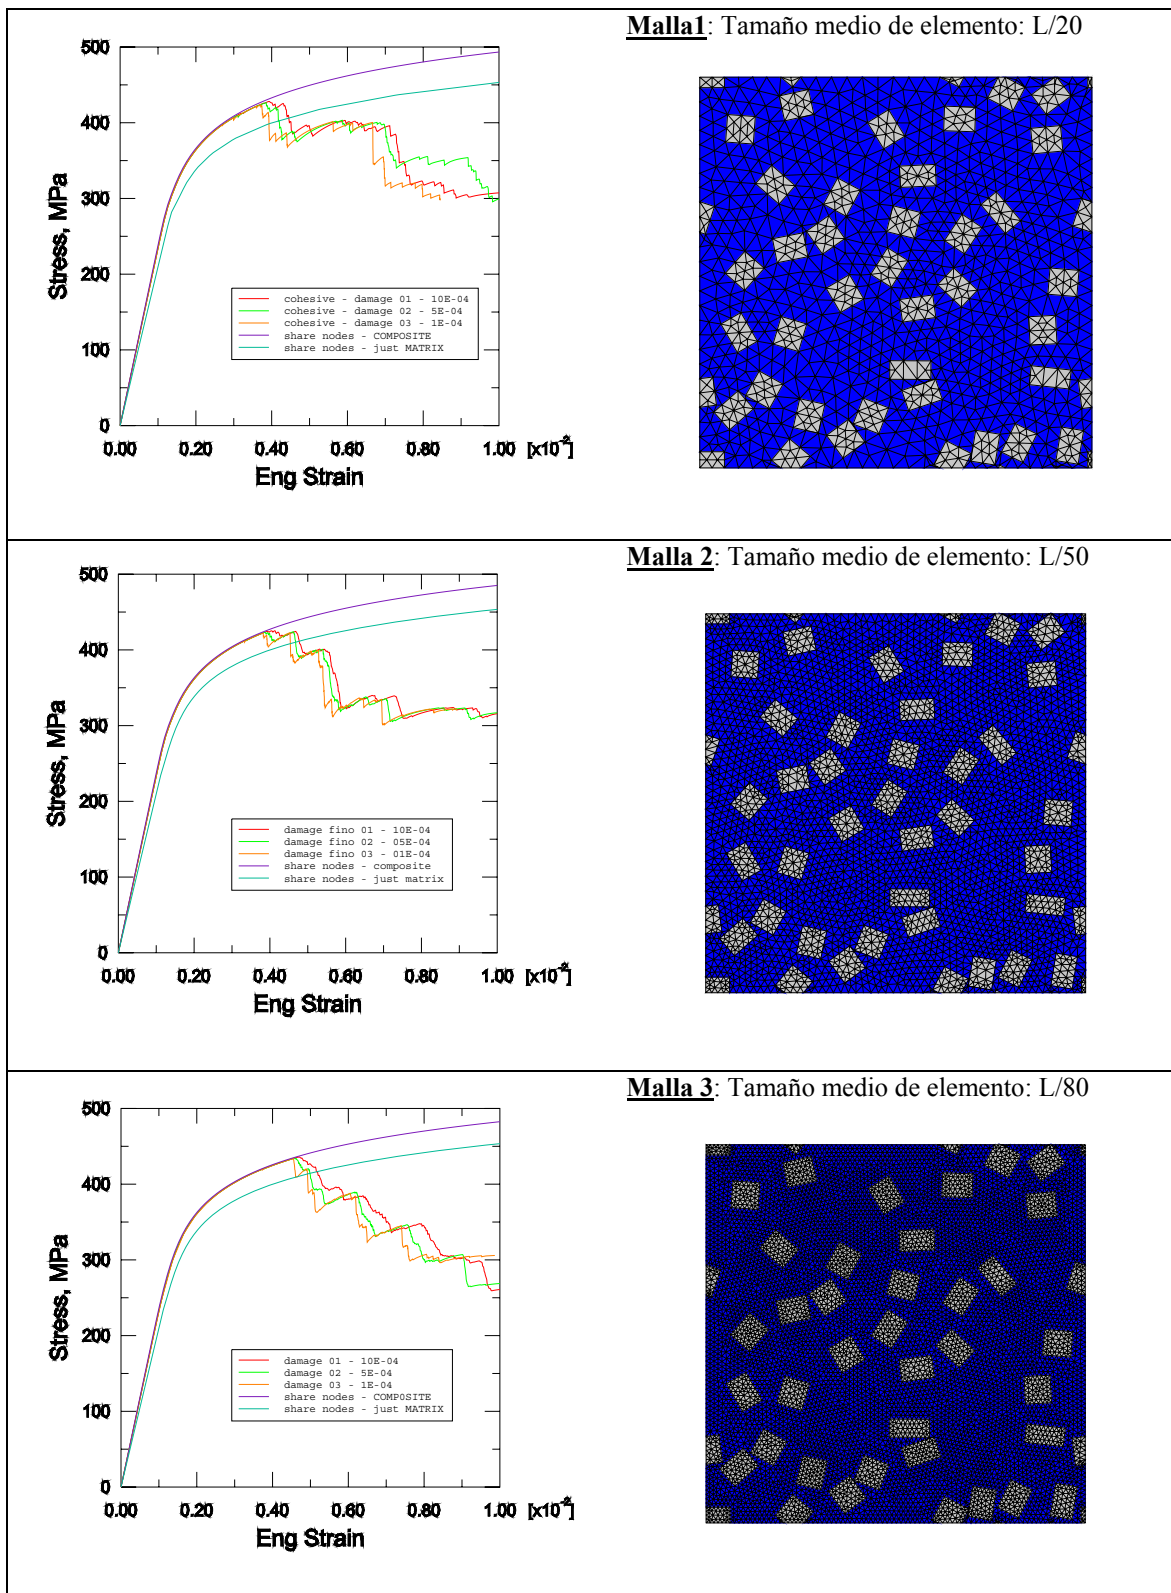 Malla1: Tamaño medio de elemento: L/20
500
400
300
200
100
0
Stress, MPa
cohesive - damage 01 - 10E-04
cohesive - damage 02 - 5E-04
cohesive - damage 03 - 1E-04
share nodes - COMPOSITE
share nodes - just MATRIX
0.00 0.20 0.40 0.60 0.80 1.00 [x10⁻²]
Eng Strain
Malla 2: Tamaño medio de elemento: L/50
500
400
300
200
100
0
Stress, MPa
damage fino 01 - 10E-04
damage fino 02 - 05E-04
damage fino 03 - 01E-04
share nodes - composite
share nodes - just matrix
0.00 0.20 0.40 0.60 0.80 1.00 [x10⁻²]
Eng Strain
Malla 3: Tamaño medio de elemento: L/80
500
400
300
200
100
0
Stress, MPa
damage 01 - 10E-04
damage 02 - 5E-04
damage 03 - 1E-04
share nodes - COMPOSITE
share nodes - just MATRIX
0.00 0.20 0.40 0.60 0.80 1.00 [x10⁻²]
Eng Strain